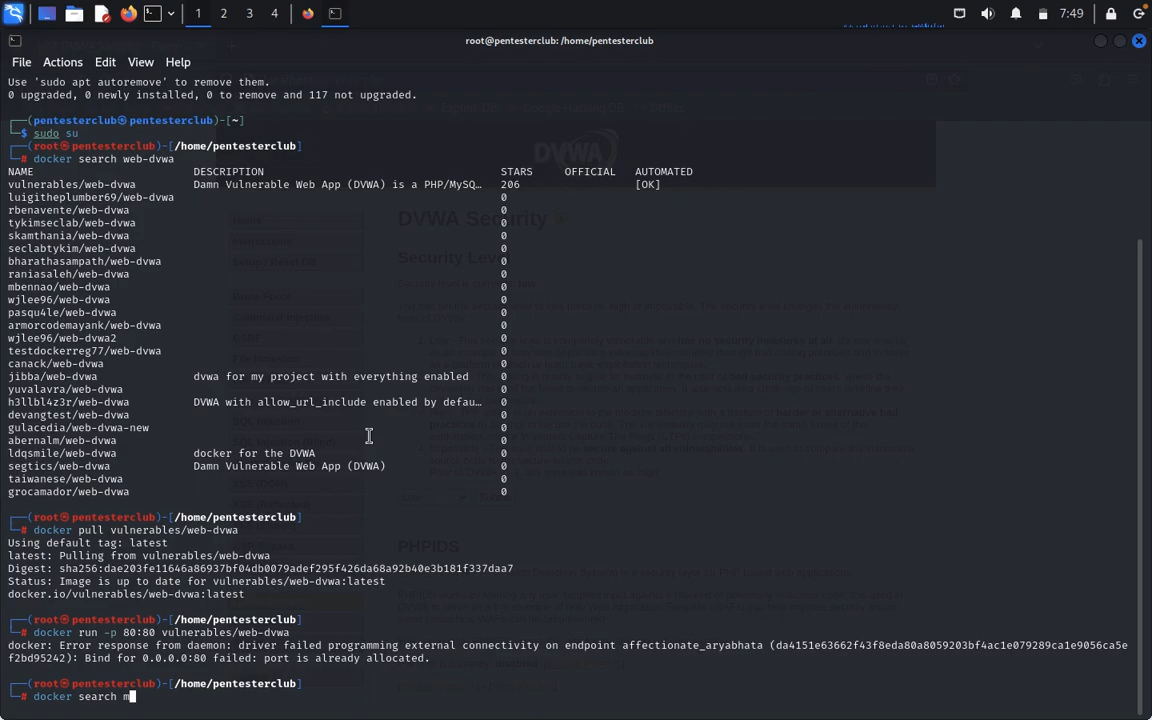 1 2 3 4 7:49
root@pentesterclub: /home/pentesterclub
File Actions Edit View Help
Use 'sudo apt autoremove' to remove them.
0 upgraded, 0 newly installed, 0 to remove and 117 not upgraded.
┌──(pentesterclub㉿pentesterclub)-[~]
└─$ sudo su
┌──(root㉿pentesterclub)-[/home/pentesterclub]
└─# docker search web-dvwa
NAME DESCRIPTION STARS OFFICIAL AUTOMATED
vulnerables/web-dvwa Damn Vulnerable Web App (DVWA) is a PHP/MySQ… 206 [OK]
luigitheplumber69/web-dvwa 0
rbenavente/web-dvwa 0
tykimseclab/web-dvwa 0
skamthania/web-dvwa 0
seclabtykim/web-dvwa 0
bharathasampath/web-dvwa 0
raniasaleh/web-dvwa 0
mbennao/web-dvwa 0
wjlee96/web-dvwa 0
pasqu4le/web-dvwa 0
armorcodemayank/web-dvwa 0
wjlee96/web-dvwa2 0
testdockerreg77/web-dvwa 0
canack/web-dvwa 0
jibba/web-dvwa dvwa for my project with everything enabled 0
yuvalavra/web-dvwa 0
h3llbl4z3r/web-dvwa DVWA with allow_url_include enabled by defau… 0
devangtest/web-dvwa 0
gulacedia/web-dvwa-new 0
abernalm/web-dvwa 0
ldqsmile/web-dvwa docker for the DVWA 0
segtics/web-dvwa Damn Vulnerable Web App (DVWA) 0
taiwanese/web-dvwa 0
grocamador/web-dvwa 0
┌──(root㉿pentesterclub)-[/home/pentesterclub]
└─# docker pull vulnerables/web-dvwa
Using default tag: latest
latest: Pulling from vulnerables/web-dvwa
Digest: sha256:dae203fe11646a86937bf04db0079adef295f426da68a92b40e3b181f337daa7
Status: Image is up to date for vulnerables/web-dvwa:latest
docker.io/vulnerables/web-dvwa:latest
┌──(root㉿pentesterclub)-[/home/pentesterclub]
└─# docker run -p 80:80 vulnerables/web-dvwa
docker: Error response from daemon: driver failed programming external connectivity on endpoint affectionate_aryabhata (da4151e63662f43f8eda80a8059203bf4ac1e079289ca1e9056ca5e
f2bd95242): Bind for 0.0.0.0:80 failed: port is already allocated.
┌──(root㉿pentesterclub)-[/home/pentesterclub]
└─# docker search m
DVWA
DVWA Security
Security Level
PHPIDS